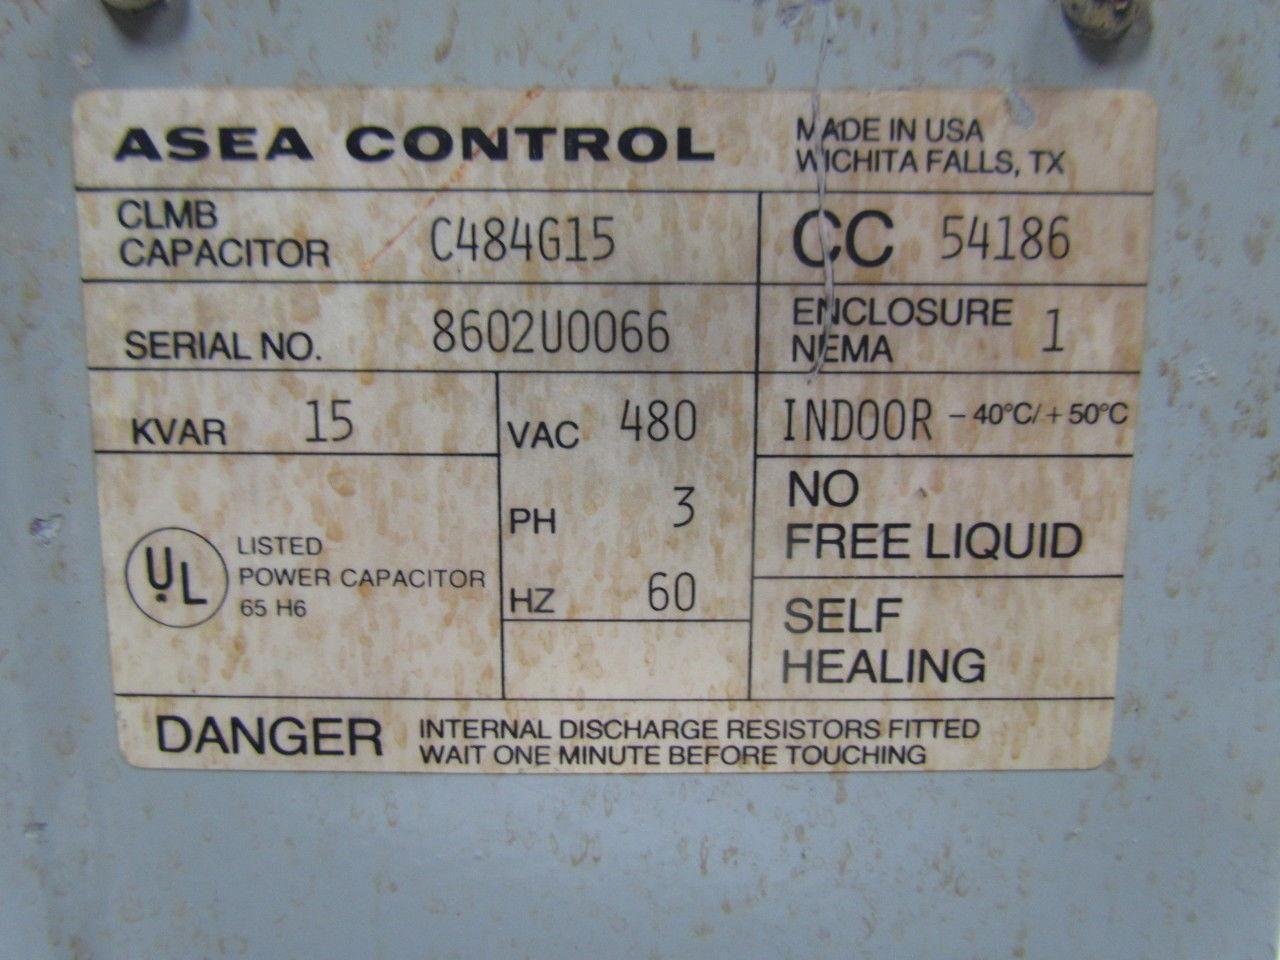 ASEA CONTROL
MADE IN USA
WICHITA FALLS, TX
CLMB
CAPACITOR C484G15
CC 54186
SERIAL NO. 8602U0066
ENCLOSURE
NEMA 1
KVAR 15
VAC 480
INDOOR -40°C/+50°C
PH 3
HZ 60
NO
FREE LIQUID
UL
LISTED
POWER CAPACITOR
65 H6
SELF
HEALING
DANGER
INTERNAL DISCHARGE RESISTORS FITTED
WAIT ONE MINUTE BEFORE TOUCHING